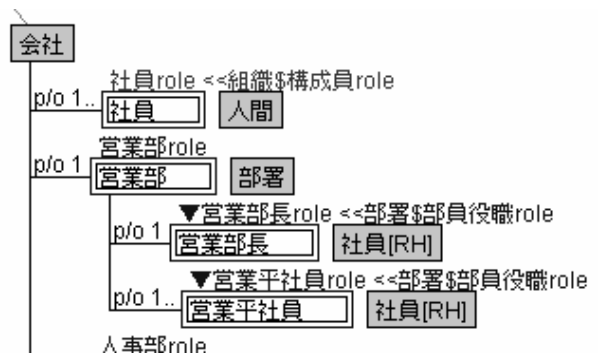 会社
社員role <<組織$構成員role
p/o 1.. 社員 人間
営業部role
p/o 1 営業部 部署
▼営業部長role <<部署$部員役職role
p/o 1 営業部長 社員[RH]
▼営業平社員role <<部署$部員役職role
p/o 1.. 営業平社員 社員[RH]
人事部role